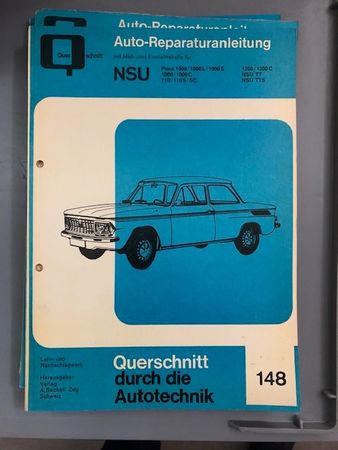 Auto-Reparaturanleit
Quer schnitt
Auto-Reparaturanleitung
mit Meß- und Einstelltabelle für
NSU
Prinz 1000 / 1000 L / 1000 S
1000 / 1000 C
110 / 110 S / SC
1200 / 1200 C
NSU TT
NSU TTS
Lehr- und
Nachschlagewerk
Herausgeber
Verlag
A. Bucheli Zug
Schweiz
Querschnitt
durch die
Autotechnik
148